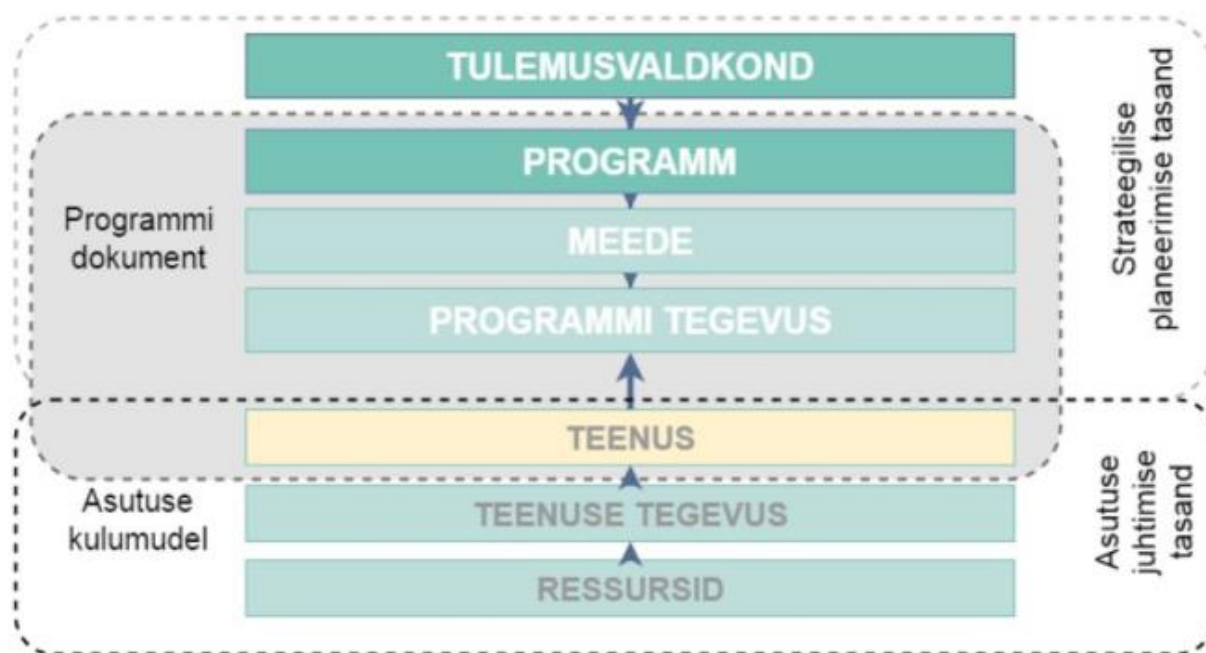 TULEMUSVALDKOND
PROGRAMM
Programmi
dokument
MEEDE
PROGRAMMI TEGEVUS
Strateegilise
planeerimise tasand
TEENUS
Asutuse
kulumudel
TEENUSE TEGEVUS
RESSURSID
Asutuse
juhtimise
tasand